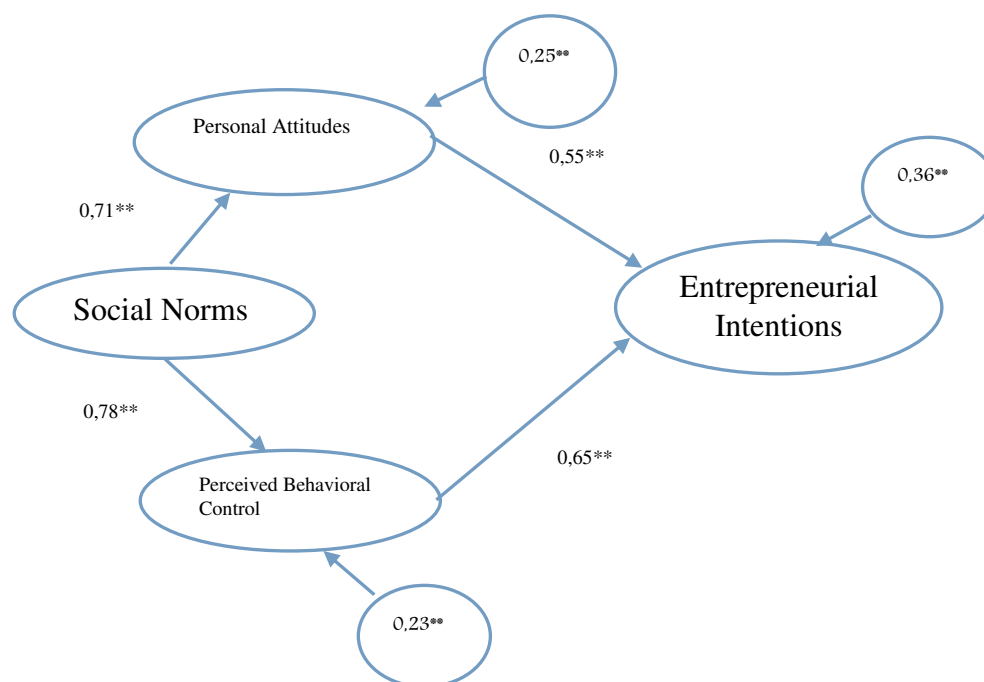 0,25**
Personal Attitudes
0,55**
0,36**
0,71**
Entrepreneurial
Intentions
Social Norms
0,78**
0,65**
Perceived Behavioral
Control
0,23**